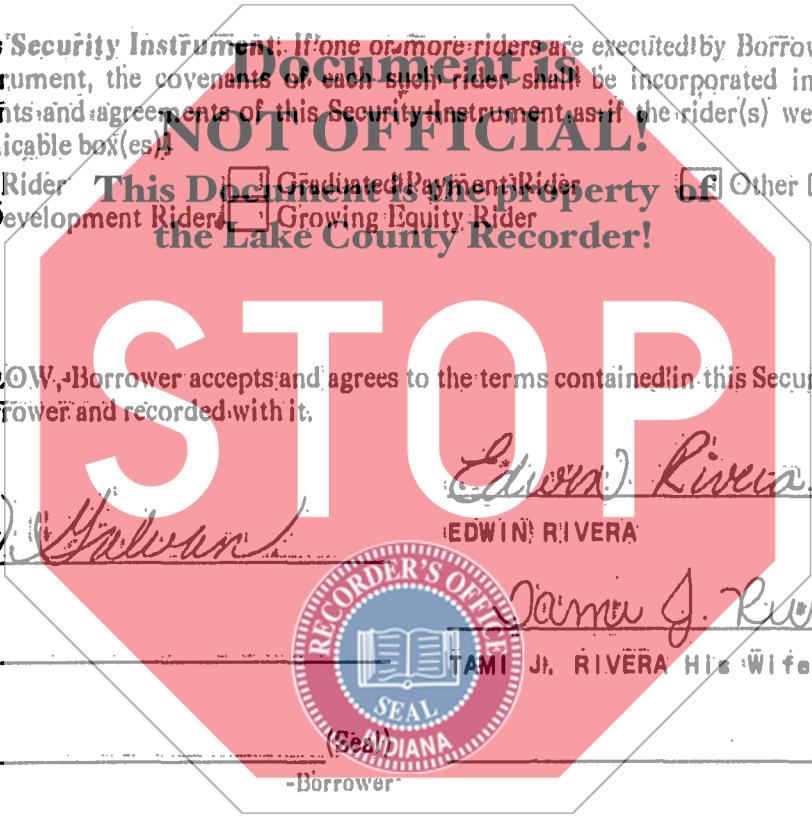 Security Instrument. If one or more riders are executed by Borrow
rument, the covenants of each such rider shall be incorporated in
nts and agreements of this Security Instrument as if the rider(s) we
icable box(es)]
Document is
NOT OFFICIAL!
This Document is the property of
the Lake County Recorder!
Rider Graduated Payment Rider Other
evelopment Rider Growing Equity Rider
STOP
OW, Borrower accepts and agrees to the terms contained in this Secur
rower and recorded with it.
Edwin Rivera
EDWIN RIVERA
Galvan
Tami J.
TAMI J. RIVERA His Wife
RECORDER'S OFFICE
SEAL
INDIANA
(Seal)
-Borrower